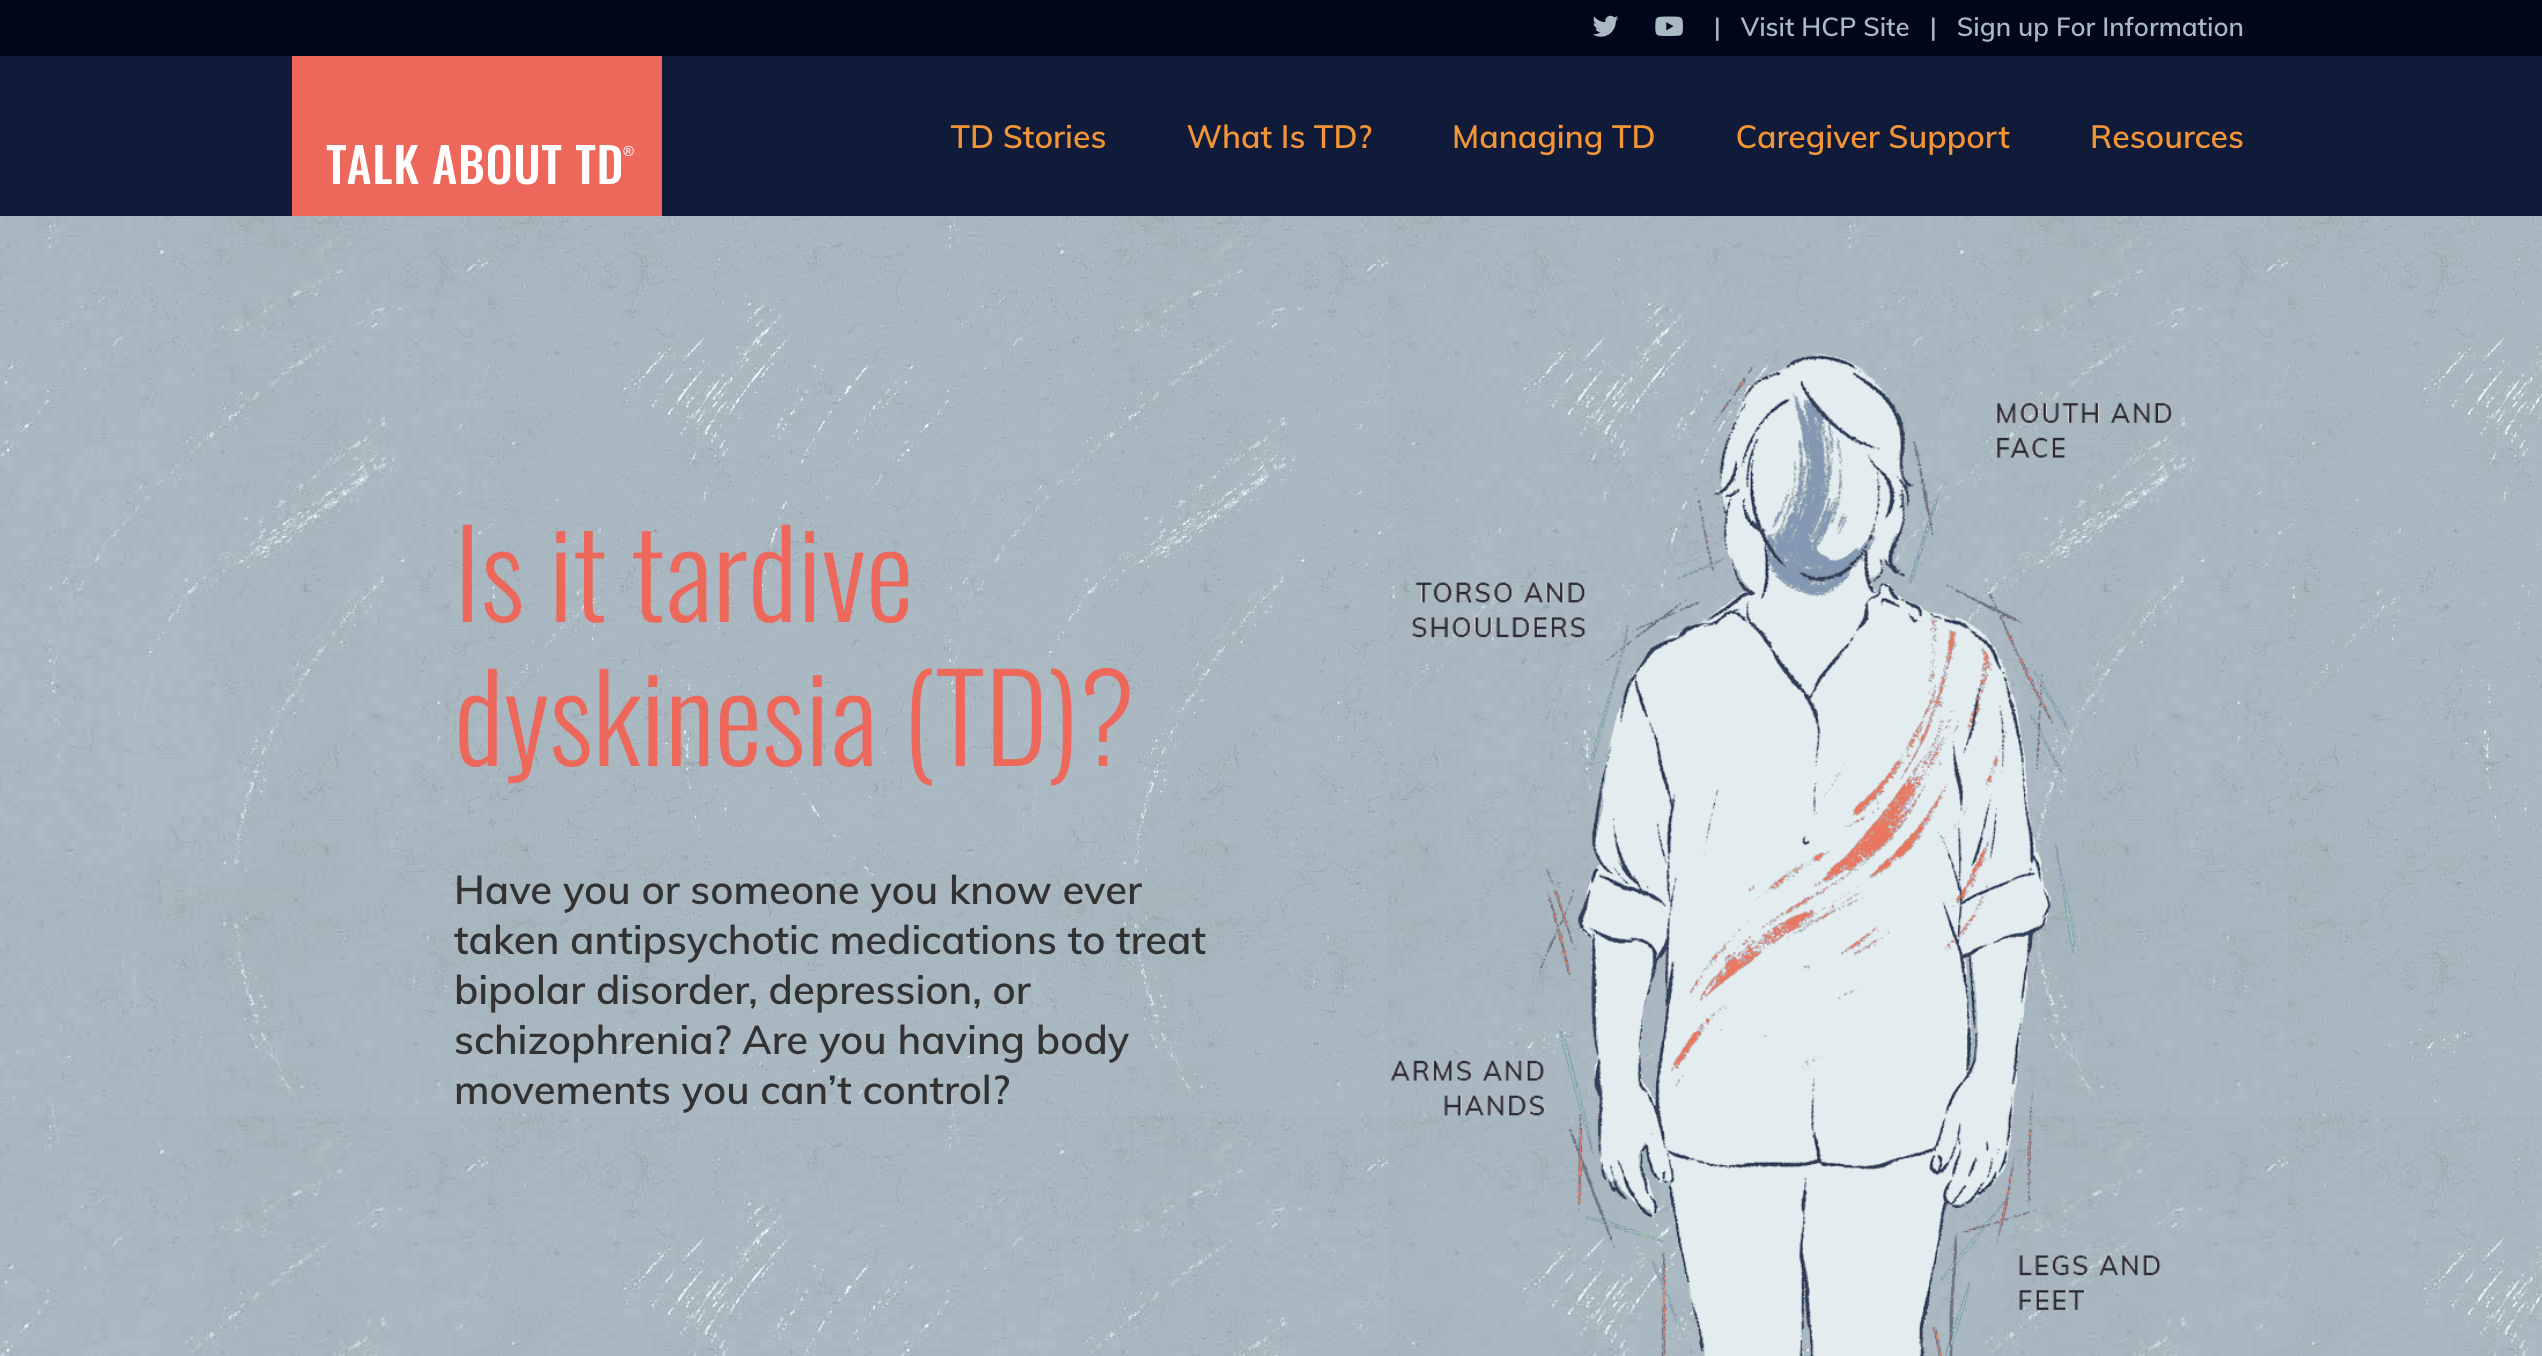 | Visit HCP Site | Sign up For Information
TALK ABOUT TD®
TD Stories What Is TD? Managing TD Caregiver Support Resources
Is it tardive
dyskinesia (TD)?
Have you or someone you know ever
taken antipsychotic medications to treat
bipolar disorder, depression, or
schizophrenia? Are you having body
movements you can’t control?
MOUTH AND
FACE
TORSO AND
SHOULDERS
ARMS AND
HANDS
LEGS AND
FEET